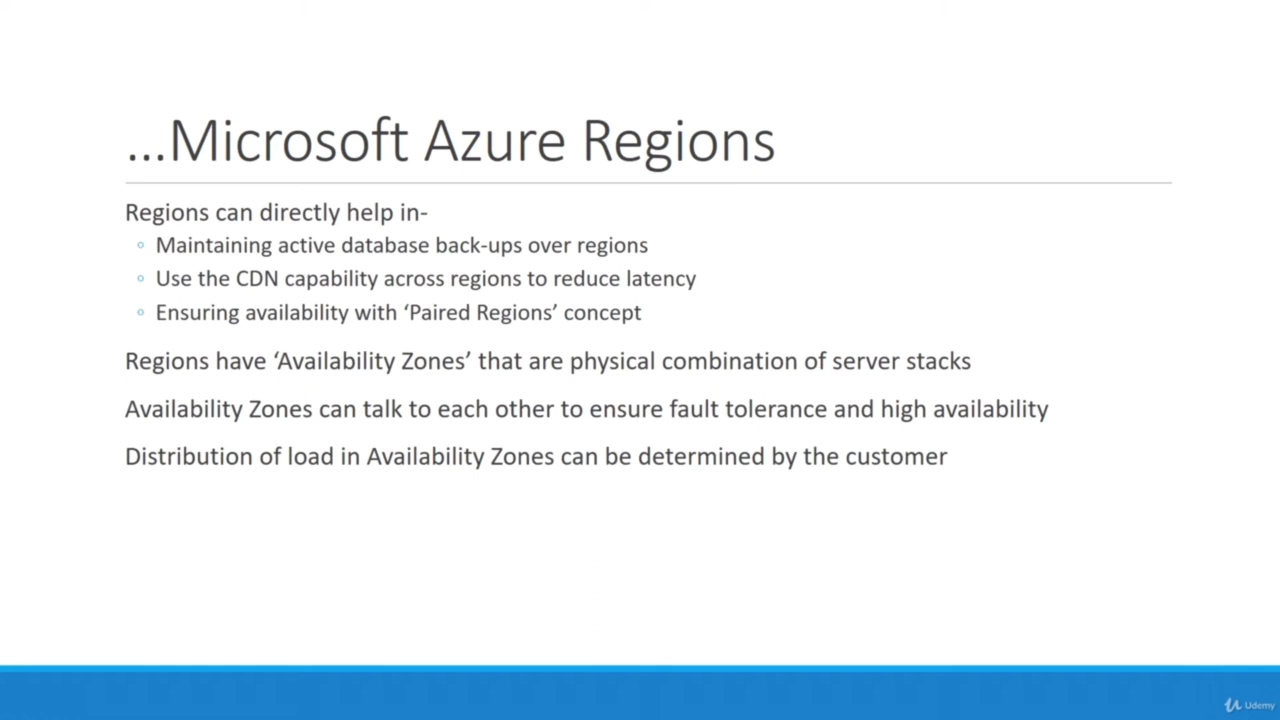 ...Microsoft Azure Regions
Regions can directly help in-
◦ Maintaining active database back-ups over regions
◦ Use the CDN capability across regions to reduce latency
◦ Ensuring availability with ‘Paired Regions’ concept
Regions have ‘Availability Zones’ that are physical combination of server stacks
Availability Zones can talk to each other to ensure fault tolerance and high availability
Distribution of load in Availability Zones can be determined by the customer
Udemy